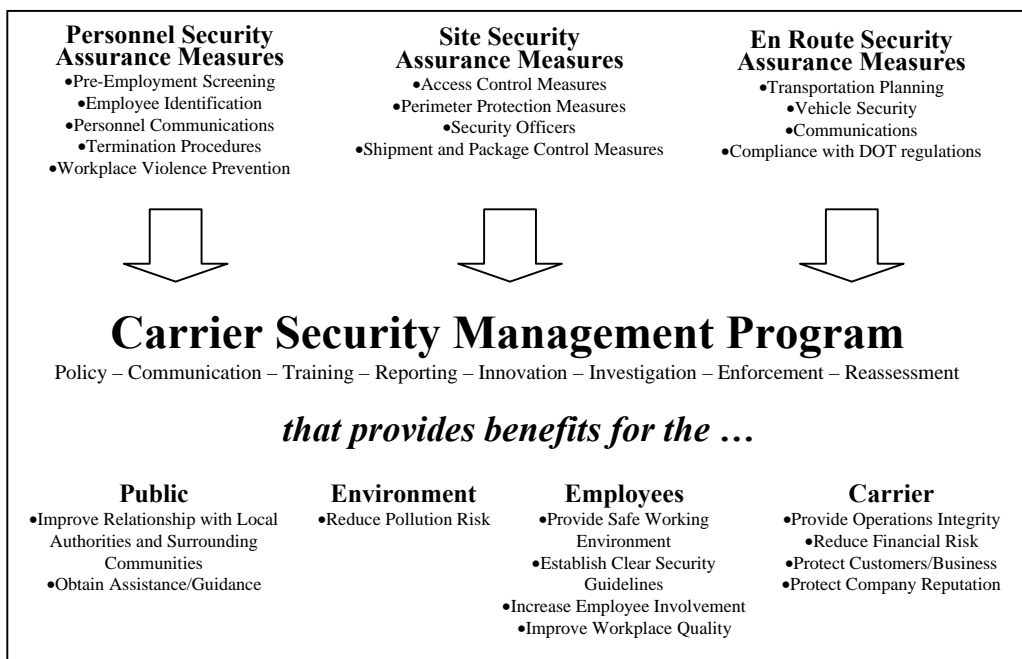 Personnel Security
Assurance Measures
•Pre-Employment Screening
•Employee Identification
•Personnel Communications
•Termination Procedures
•Workplace Violence Prevention
Site Security
Assurance Measures
•Access Control Measures
•Perimeter Protection Measures
•Security Officers
•Shipment and Package Control Measures
En Route Security
Assurance Measures
•Transportation Planning
•Vehicle Security
•Communications
•Compliance with DOT regulations
Carrier Security Management Program
Policy – Communication – Training – Reporting – Innovation – Investigation – Enforcement – Reassessment
that provides benefits for the …
Public
•Improve Relationship with Local
Authorities and Surrounding
Communities
•Obtain Assistance/Guidance
Environment
•Reduce Pollution Risk
Employees
•Provide Safe Working
Environment
•Establish Clear Security
Guidelines
•Increase Employee Involvement
•Improve Workplace Quality
Carrier
•Provide Operations Integrity
•Reduce Financial Risk
•Protect Customers/Business
•Protect Company Reputation